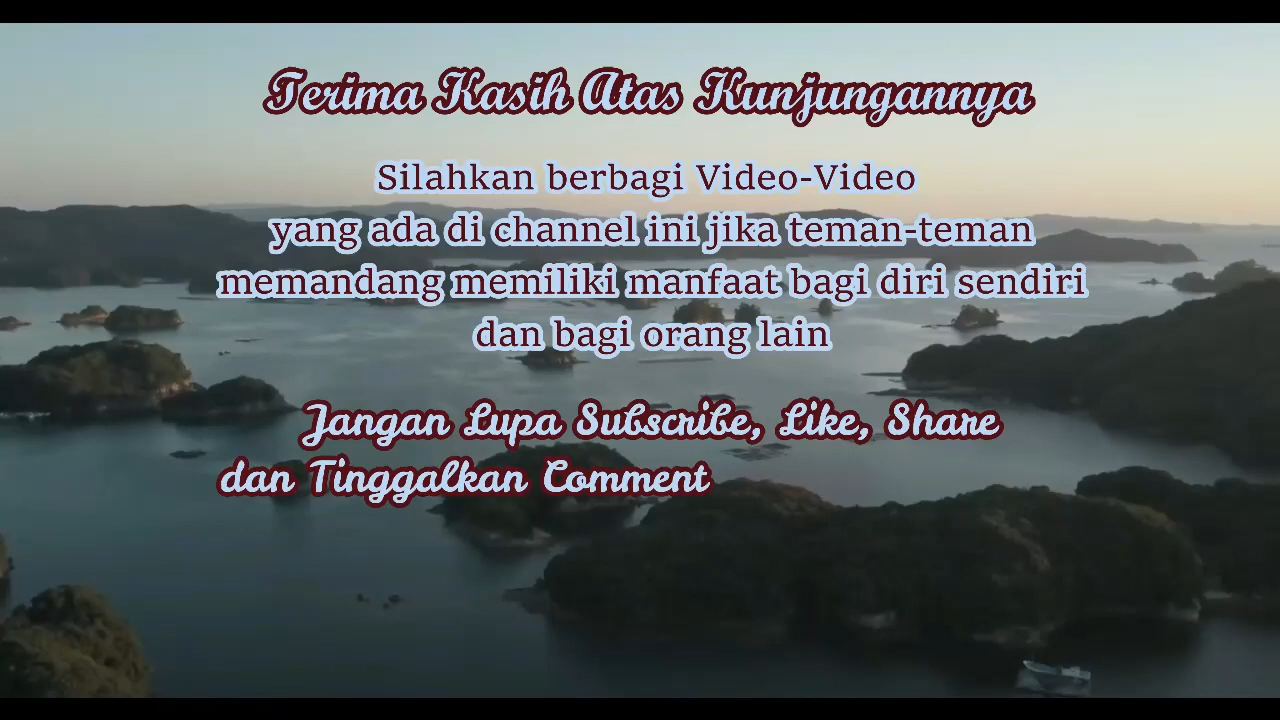 Terima Kasih Atas Kunjungannya
Silahkan berbagi Video-Video
yang ada di channel ini jika teman-teman
memandang memiliki manfaat bagi diri sendiri
dan bagi orang lain
Jangan Lupa Subscribe, Like, Share
dan Tinggalkan Comment